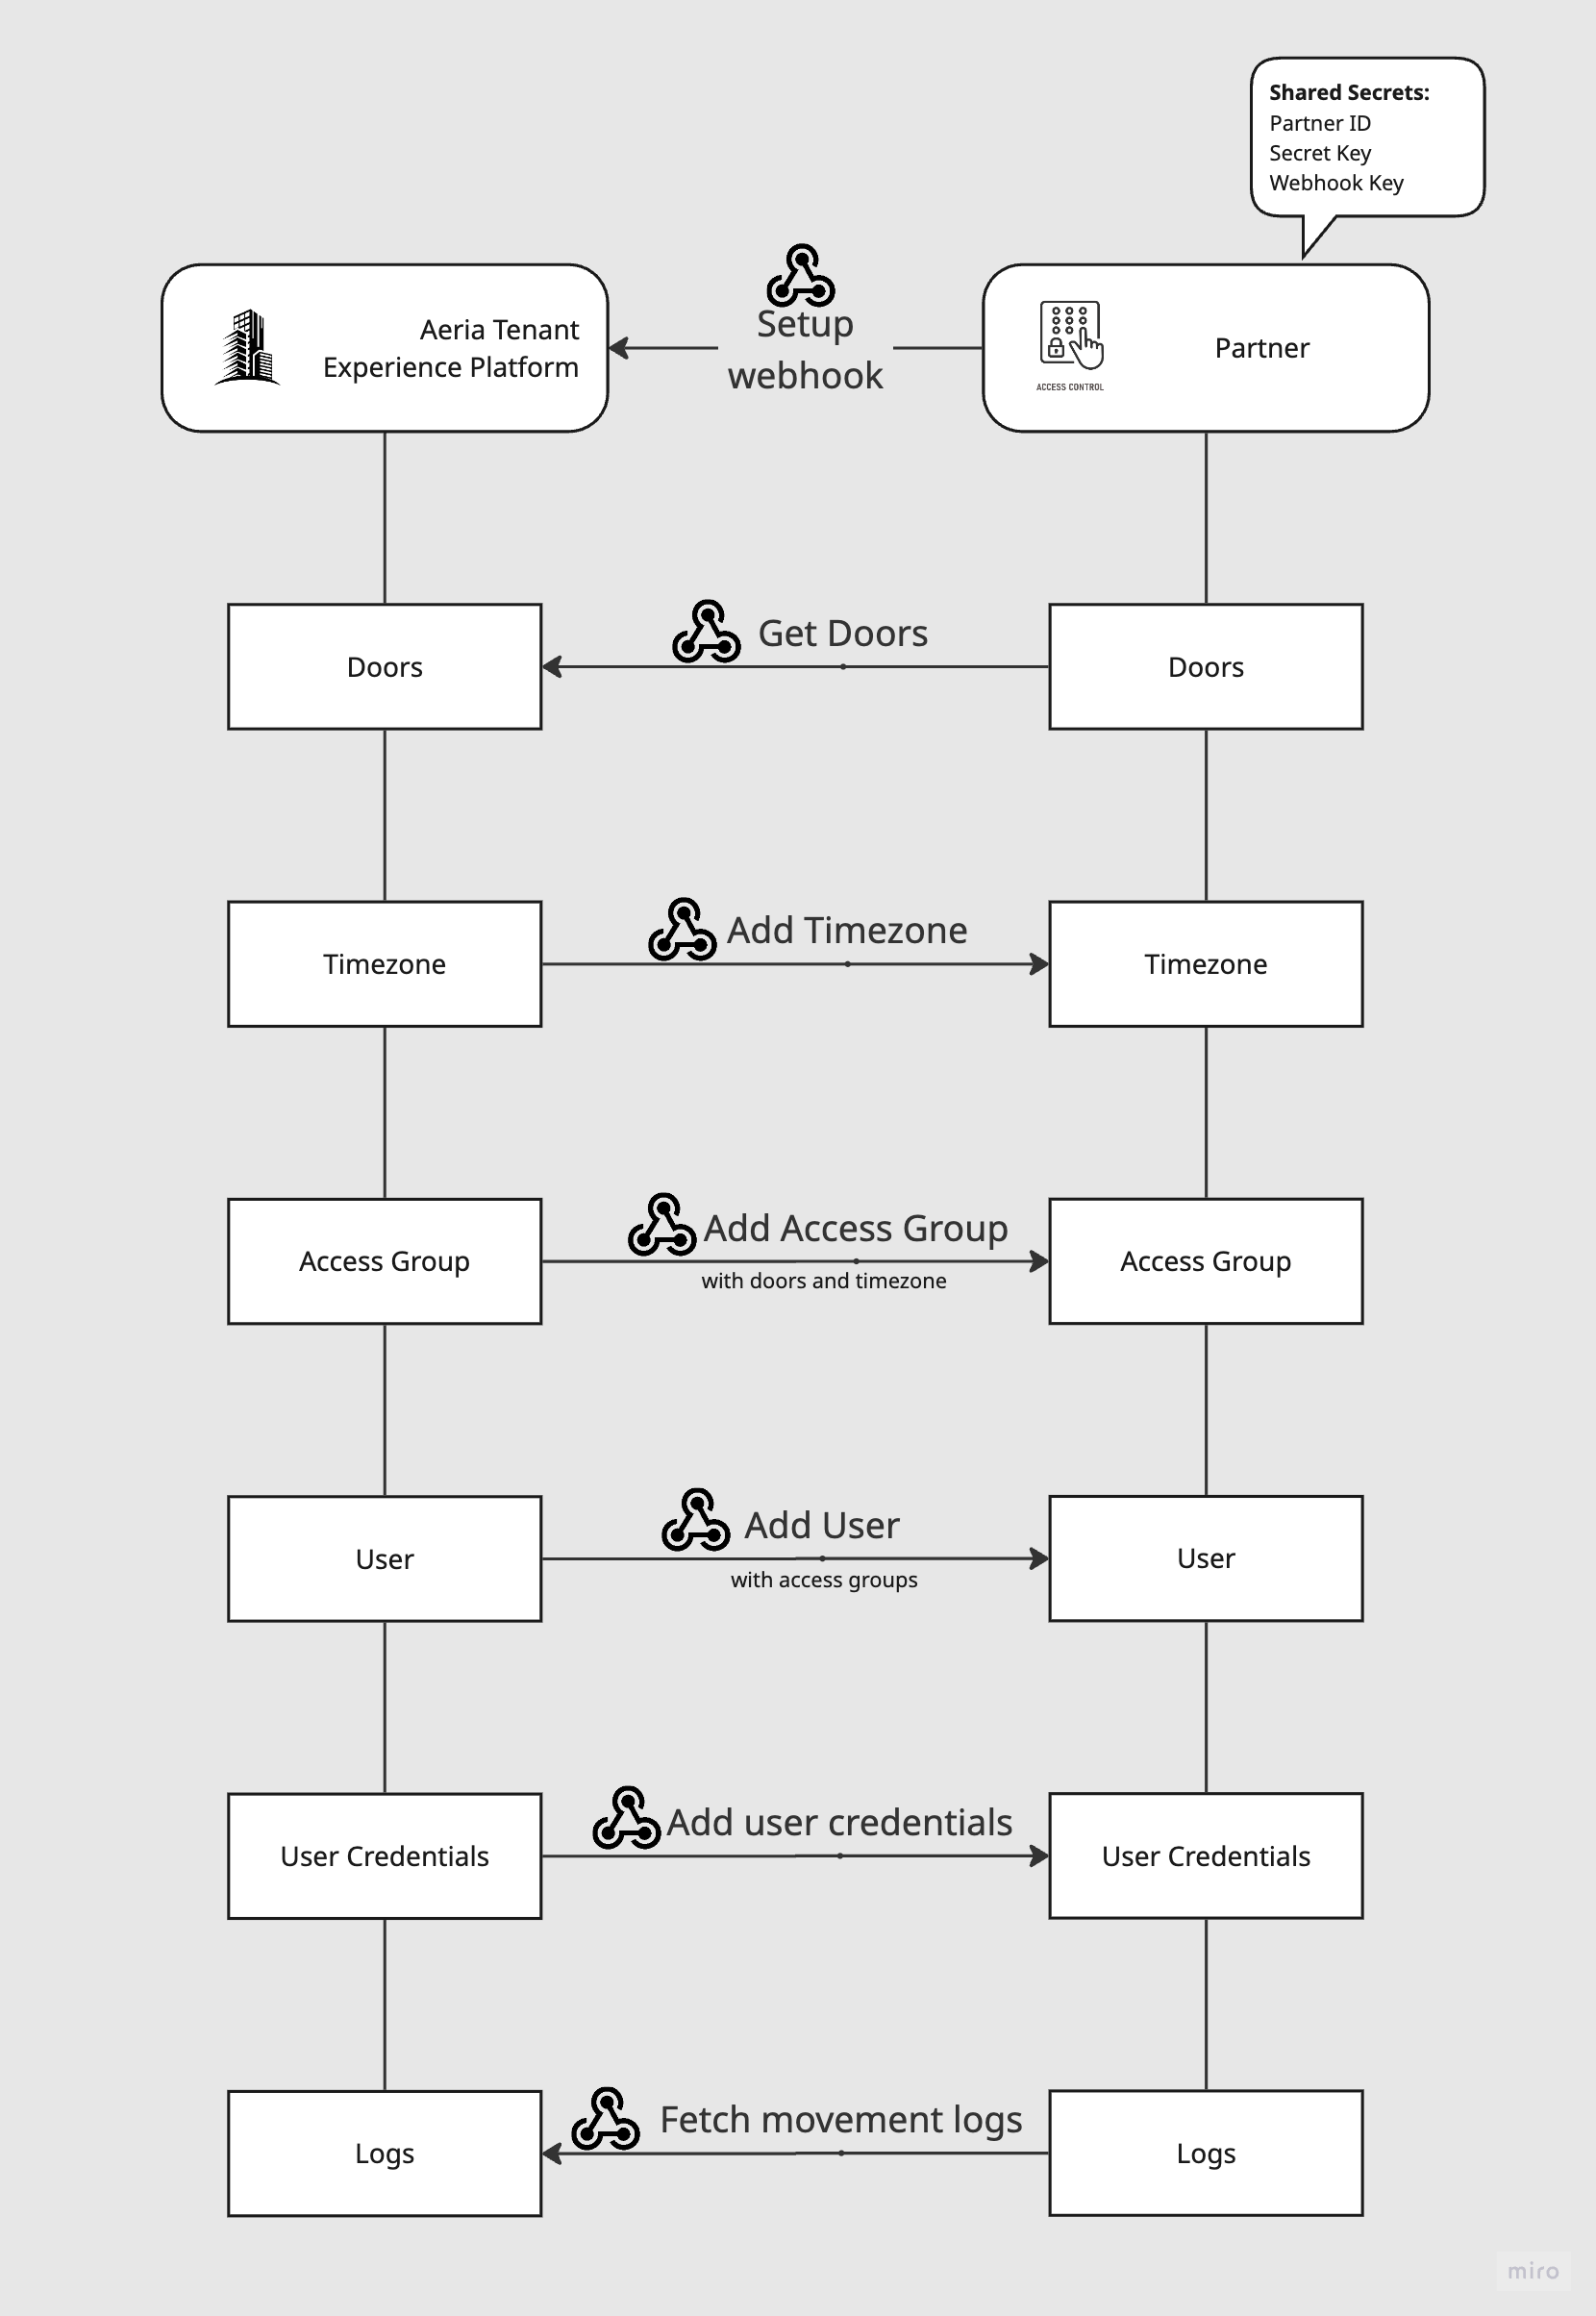 Shared Secrets:
Partner ID
Secret Key
Webhook Key
Aeria Tenant
Experience Platform
Setup
webhook
ACCESS CONTROL
Partner
Doors
Get Doors
Doors
Timezone
Add Timezone
Timezone
Access Group
Add Access Group
with doors and timezone
Access Group
User
Add User
with access groups
User
User Credentials
Add user credentials
User Credentials
Logs
Fetch movement logs
Logs
miro